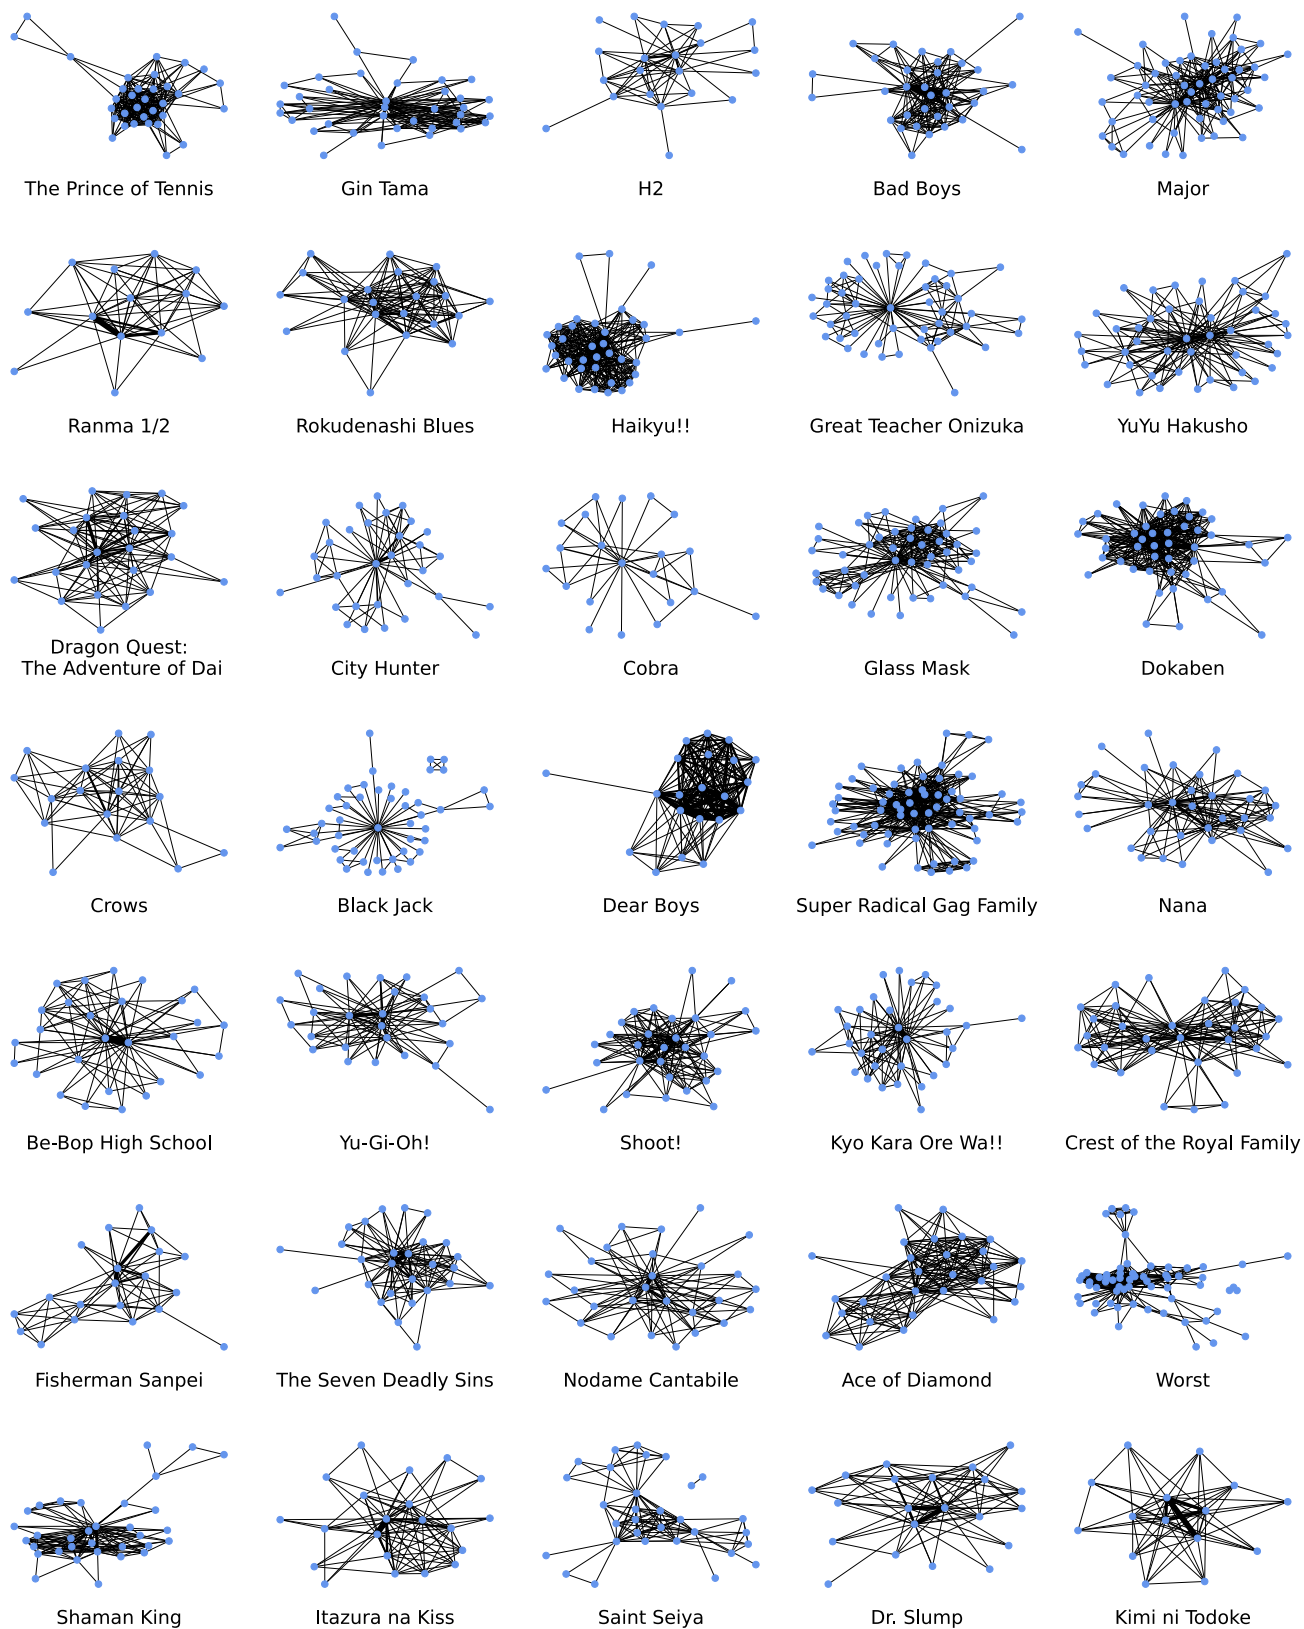 The Prince of Tennis
Gin Tama
H2
Bad Boys
Major
Ranma 1/2
Rokudenashi Blues
Haikyu!!
Great Teacher Onizuka
YuYu Hakusho
Dragon Quest:
The Adventure of Dai
City Hunter
Cobra
Glass Mask
Dokaben
Crows
Black Jack
Dear Boys
Super Radical Gag Family
Nana
Be-Bop High School
Yu-Gi-Oh!
Shoot!
Kyo Kara Ore Wa!!
Crest of the Royal Family
Fisherman Sanpei
The Seven Deadly Sins
Nodame Cantabile
Ace of Diamond
Worst
Shaman King
Itazura na Kiss
Saint Seiya
Dr. Slump
Kimi ni Todoke